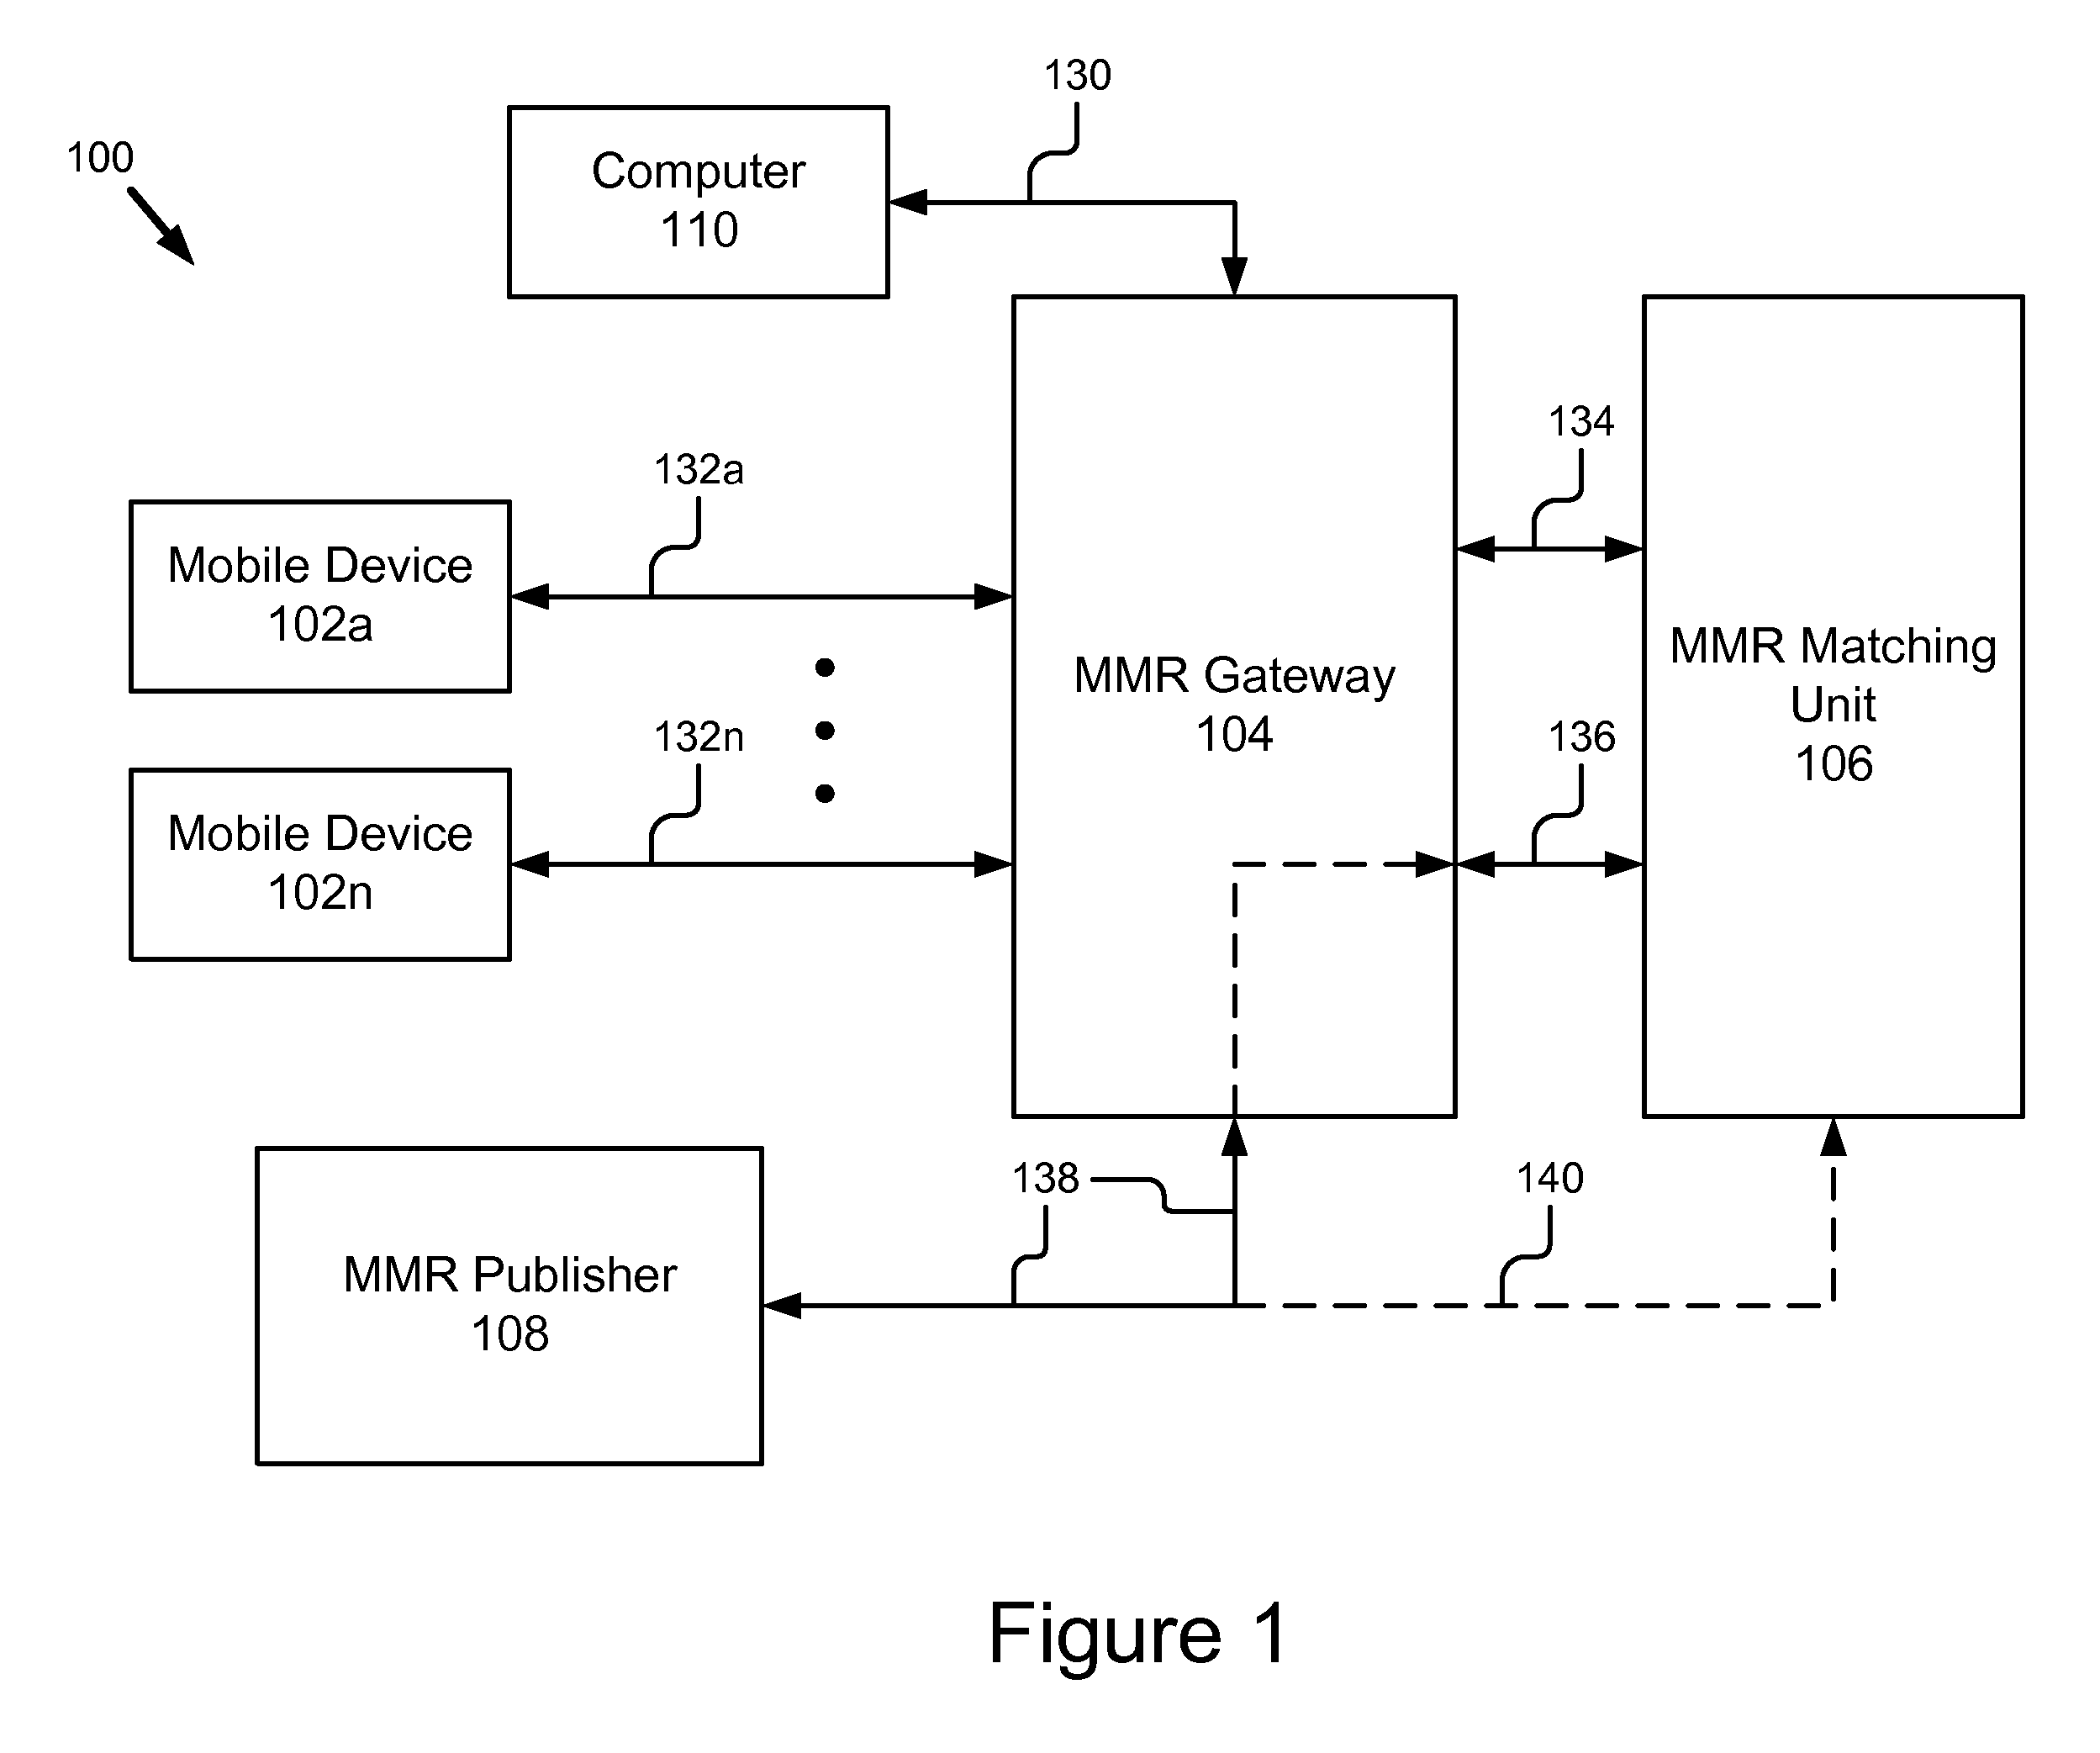 130
100
Computer
110
134
132a
Mobile Device
102a
MMR Gateway
104
MMR Matching
Unit
106
132n
136
Mobile Device
102n
138
140
MMR Publisher
108
Figure 1